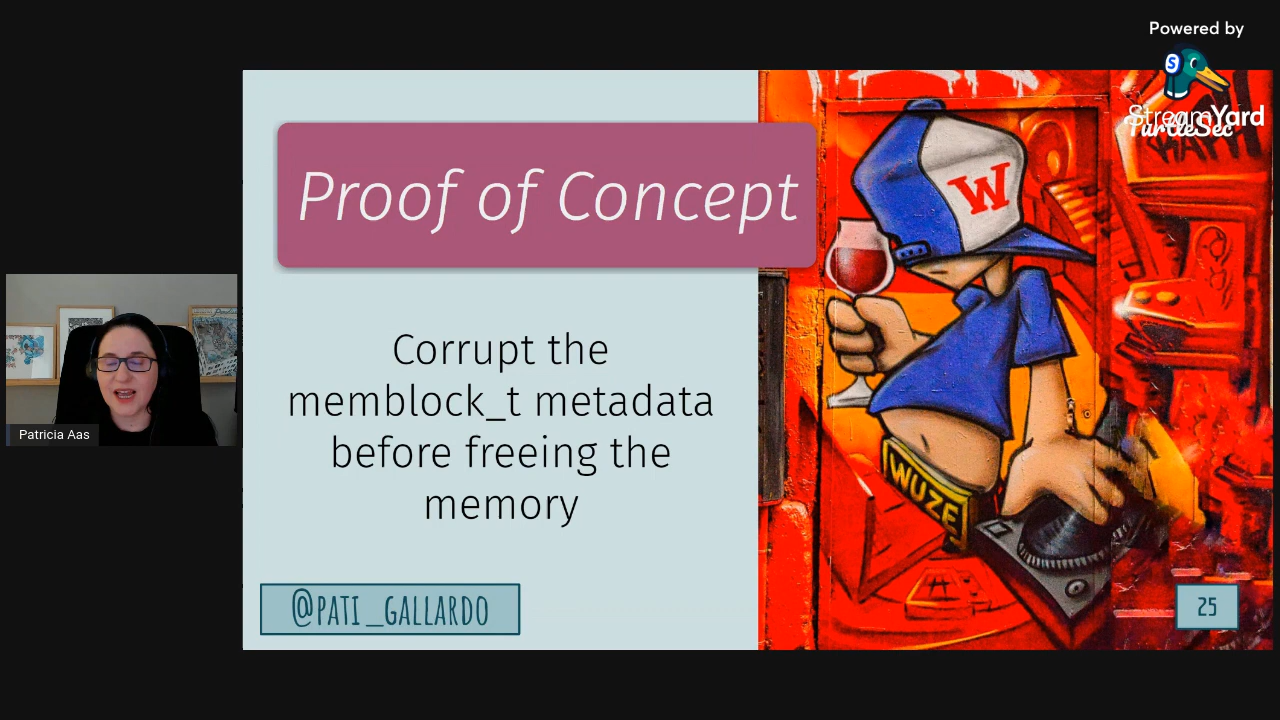 Powered by
S
StreamYard
TurtleSec
Proof of Concept
W
Corrupt the
memblock_t metadata
before freeing the
memory
Patricia Aas
WUZE
@PATI_GALLARDO
25